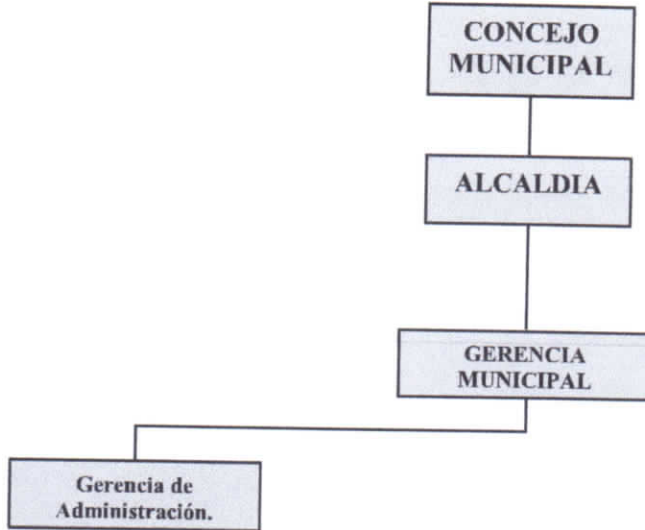 CONCEJO
MUNICIPAL
ALCALDIA
GERENCIA
MUNICIPAL
Gerencia de
Administración.